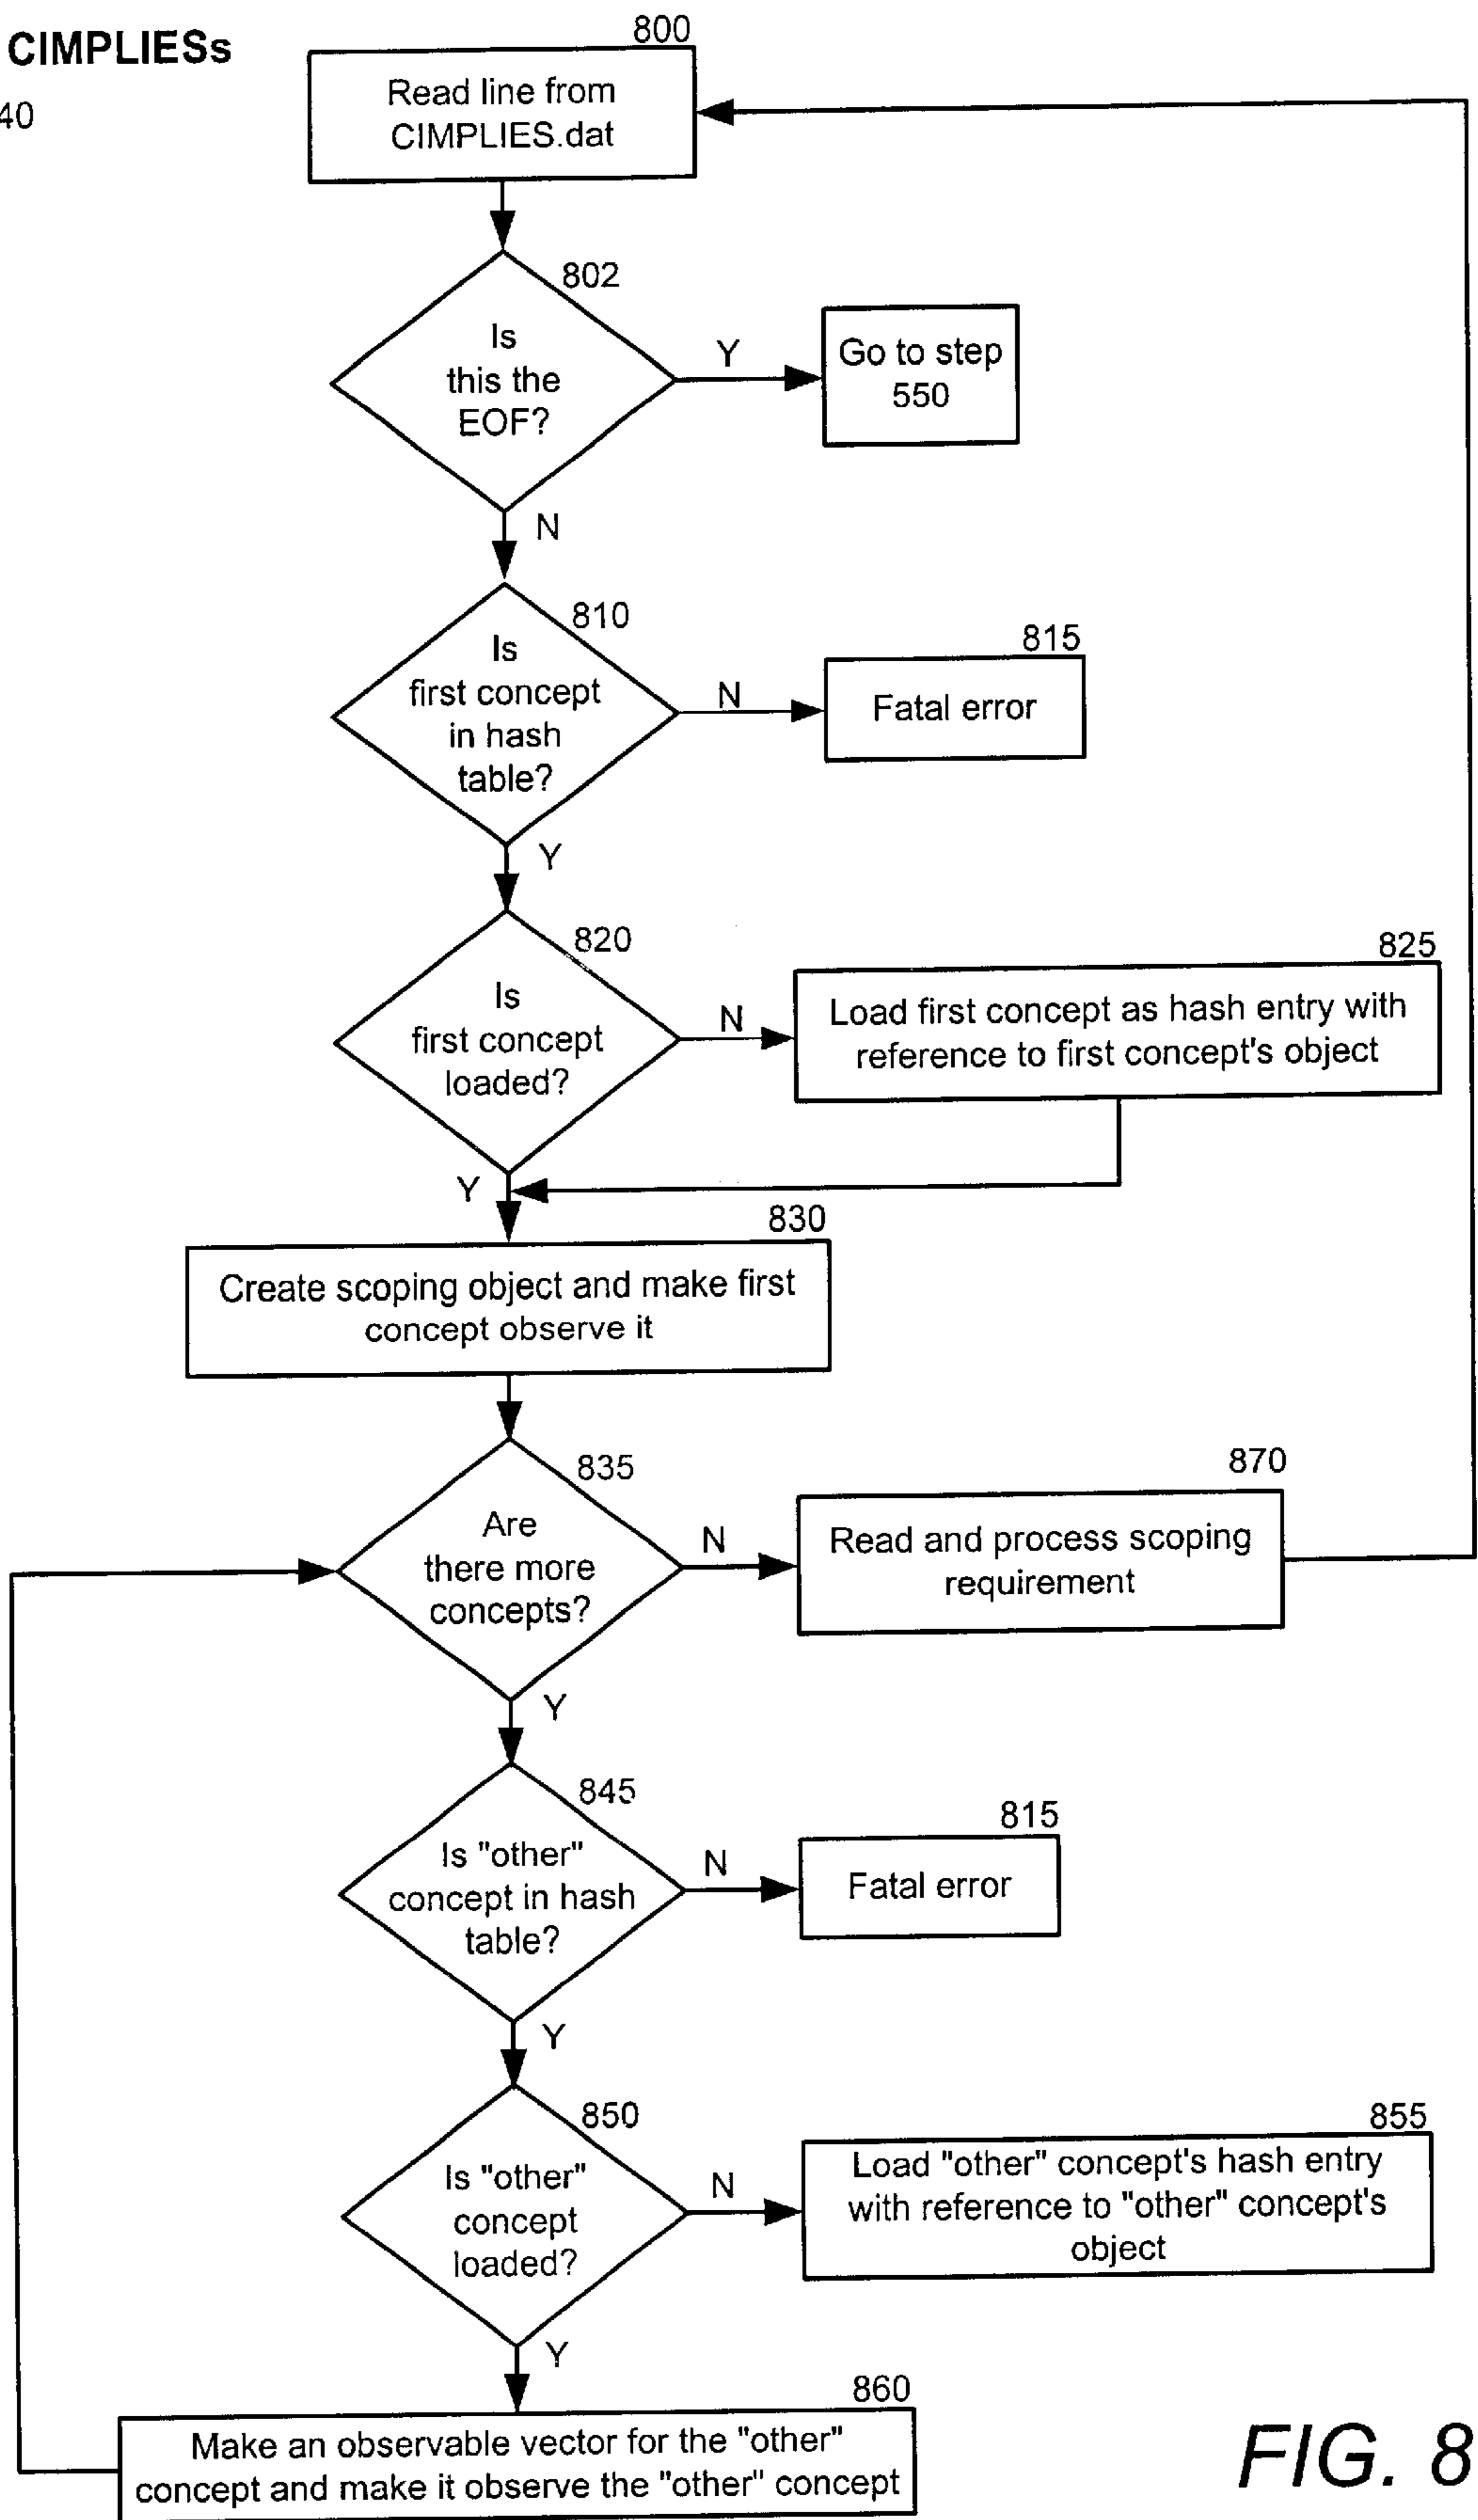 CIMPLIESs
40
800
Read line from
CIMPLIES.dat
802
Is
this the
EOF?
Y
Go to step
550
N
810
Is
first concept
in hash
table?
N
815
Fatal error
Y
820
Is
first concept
loaded?
N
825
Load first concept as hash entry with
reference to first concept's object
Y
830
Create scoping object and make first
concept observe it
835
Are
there more
concepts?
N
870
Read and process scoping
requirement
Y
845
Is "other"
concept in hash
table?
N
815
Fatal error
Y
850
Is "other"
concept
loaded?
N
855
Load "other" concept's hash entry
with reference to "other" concept's
object
Y
860
Make an observable vector for the "other"
concept and make it observe the "other" concept
FIG. 8